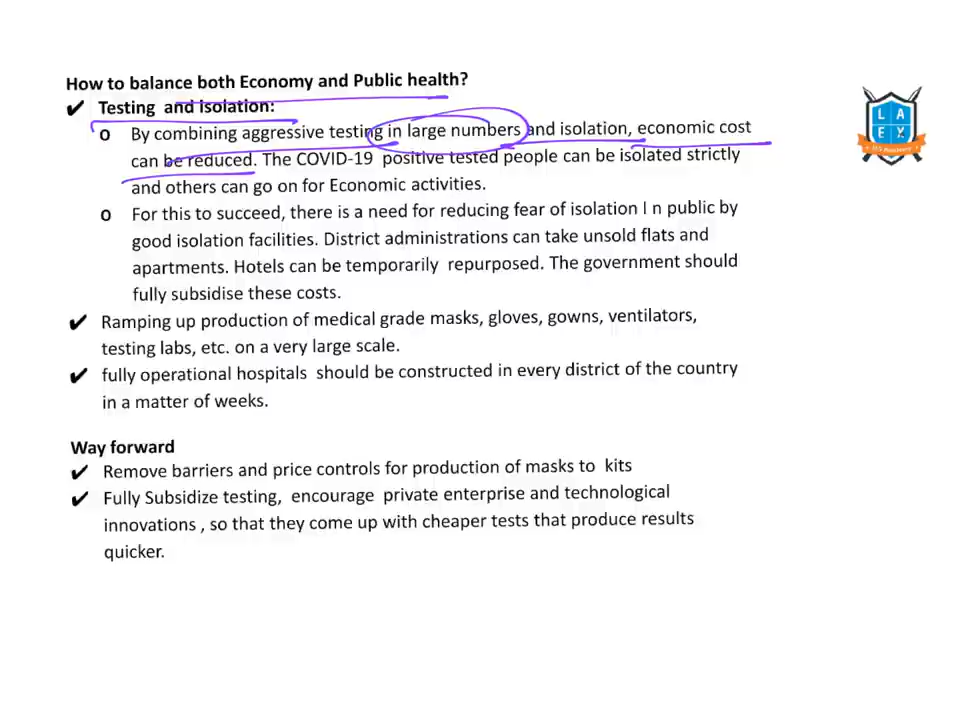 How to balance both Economy and Public health?
✔ Testing and Isolation:
o By combining aggressive testing in large numbers and isolation, economic cost
can be reduced. The COVID-19 positive tested people can be isolated strictly
and others can go on for Economic activities.
o For this to succeed, there is a need for reducing fear of isolation I n public by
good isolation facilities. District administrations can take unsold flats and
apartments. Hotels can be temporarily repurposed. The government should
fully subsidise these costs.
✔ Ramping up production of medical grade masks, gloves, gowns, ventilators,
testing labs, etc. on a very large scale.
✔ fully operational hospitals should be constructed in every district of the country
in a matter of weeks.
Way forward
✔ Remove barriers and price controls for production of masks to kits
✔ Fully Subsidize testing, encourage private enterprise and technological
innovations , so that they come up with cheaper tests that produce results
quicker.
L A
E X